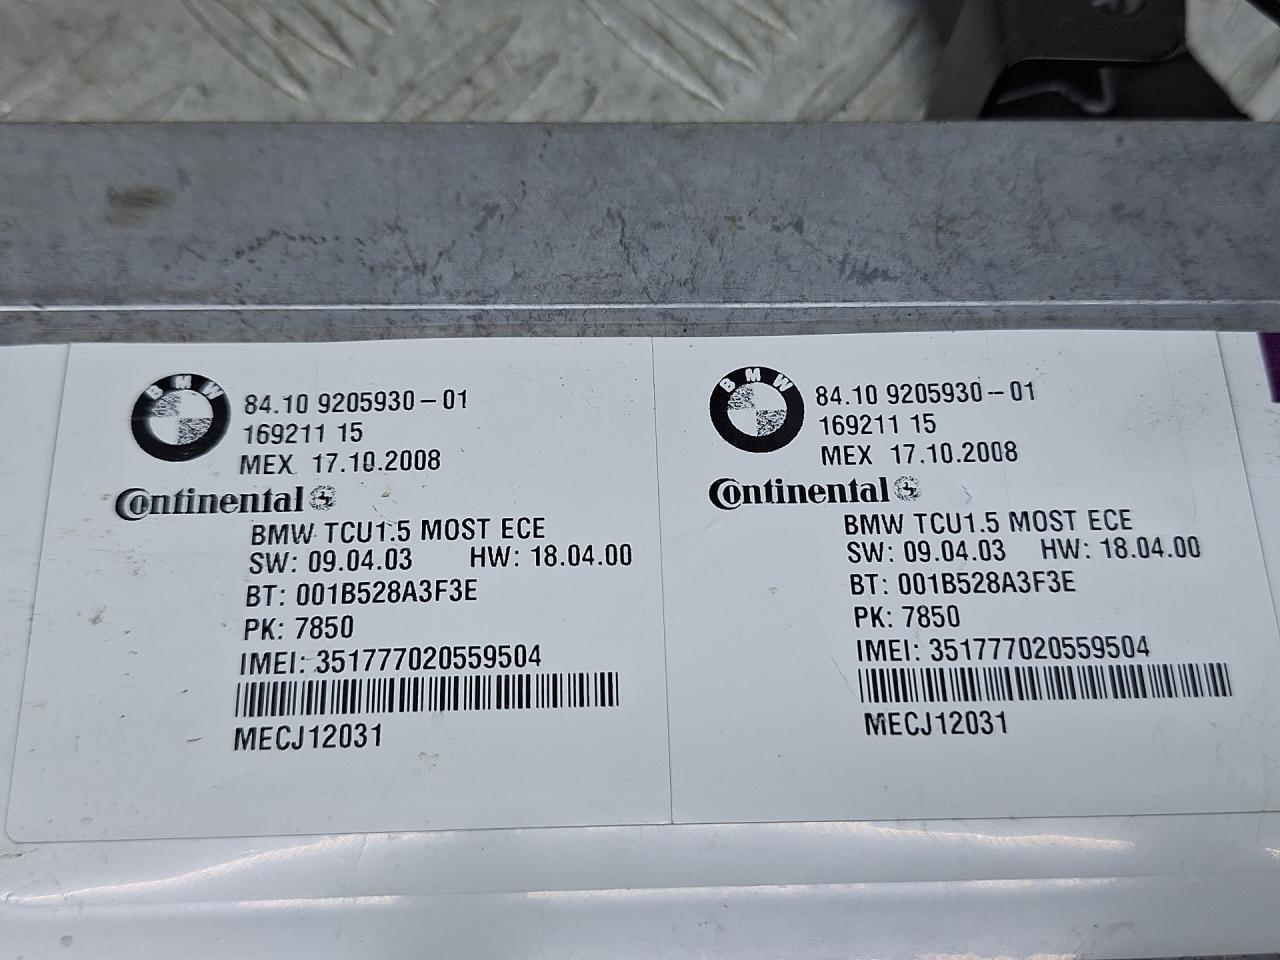 BMW
84.10 9205930-01
169211 15
MEX 17.10.2008
Continental
BMW TCU1.5 MOST ECE
SW: 09.04.03 HW: 18.04.00
BT: 001B528A3F3E
PK: 7850
IMEI: 351777020559504
MECJ12031
BMW
84.10 9205930-01
169211 15
MEX 17.10.2008
Continental
BMW TCU1.5 MOST ECE
SW: 09.04.03 HW: 18.04.00
BT: 001B528A3F3E
PK: 7850
IMEI: 351777020559504
MECJ12031